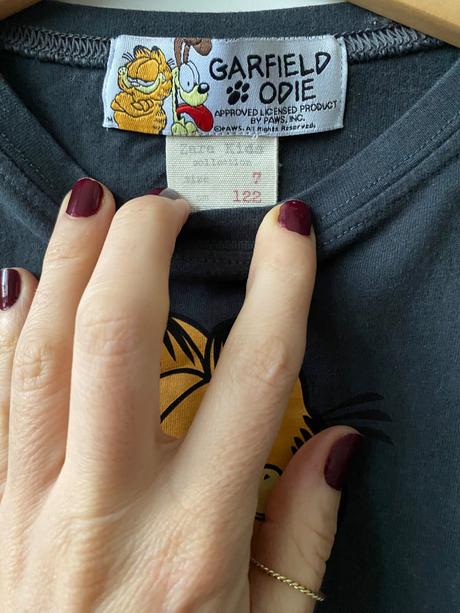 GARFIELD
ODIE
APPROVED LICENSED PRODUCT
BY PAWS, INC.
©PAWS. All Rights Reserved.
Zara Kids
collection
size 7
122